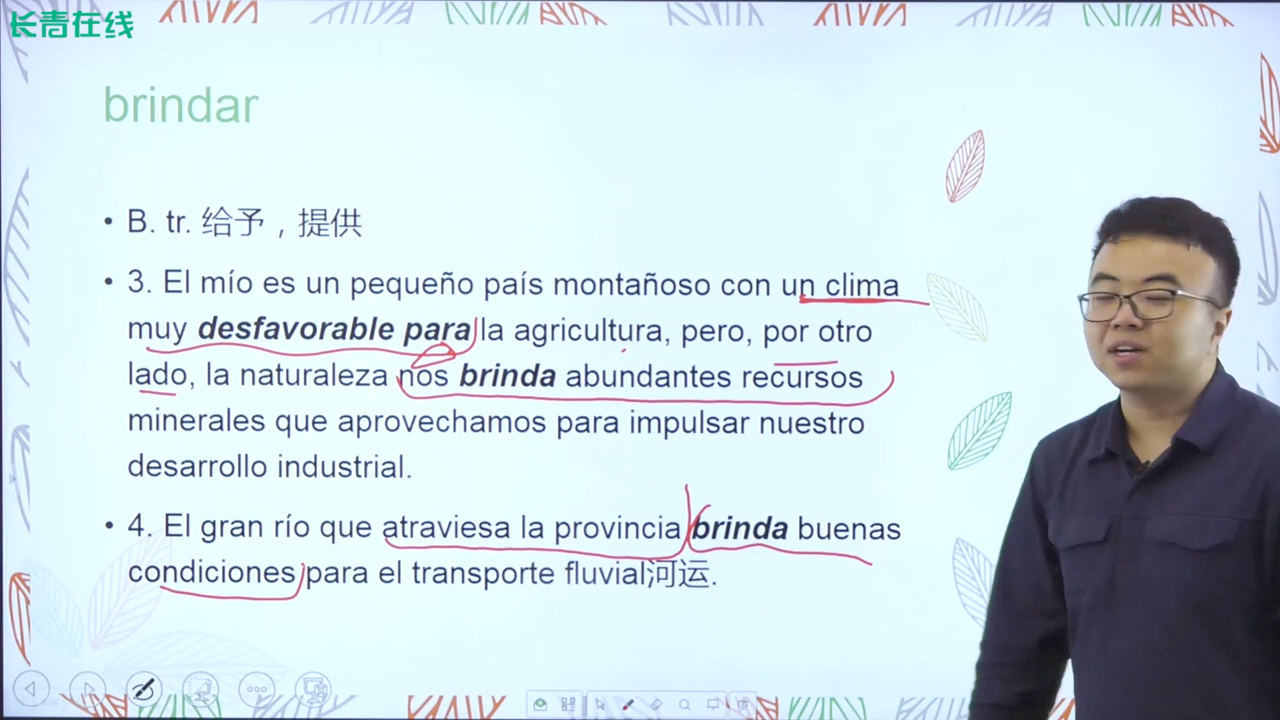 长青在线
brindar
• B. tr. 给予，提供
• 3. El mío es un pequeño país montañoso con un clima
muy desfavorable para la agricultura, pero, por otro
lado, la naturaleza nos brinda abundantes recursos
minerales que aprovechamos para impulsar nuestro
desarrollo industrial.
• 4. El gran río que atraviesa la provincia brinda buenas
condiciones para el transporte fluvial河运.